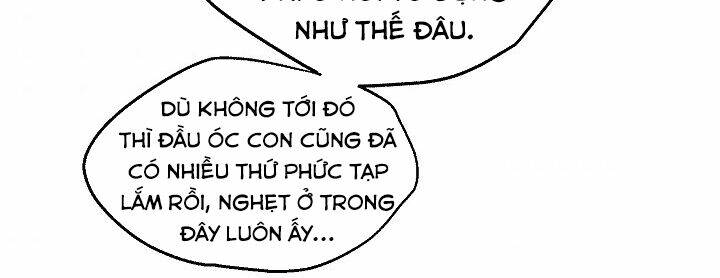 NHƯ THẾ ĐÂU.
DÙ KHÔNG TỚI ĐÓ
THÌ ĐẦU ÓC CON CŨNG ĐÃ
CÓ NHIỀU THỨ PHỨC TẠP
LẮM RỒI, NGHẸT Ở TRONG
ĐÂY LUÔN ẤY...